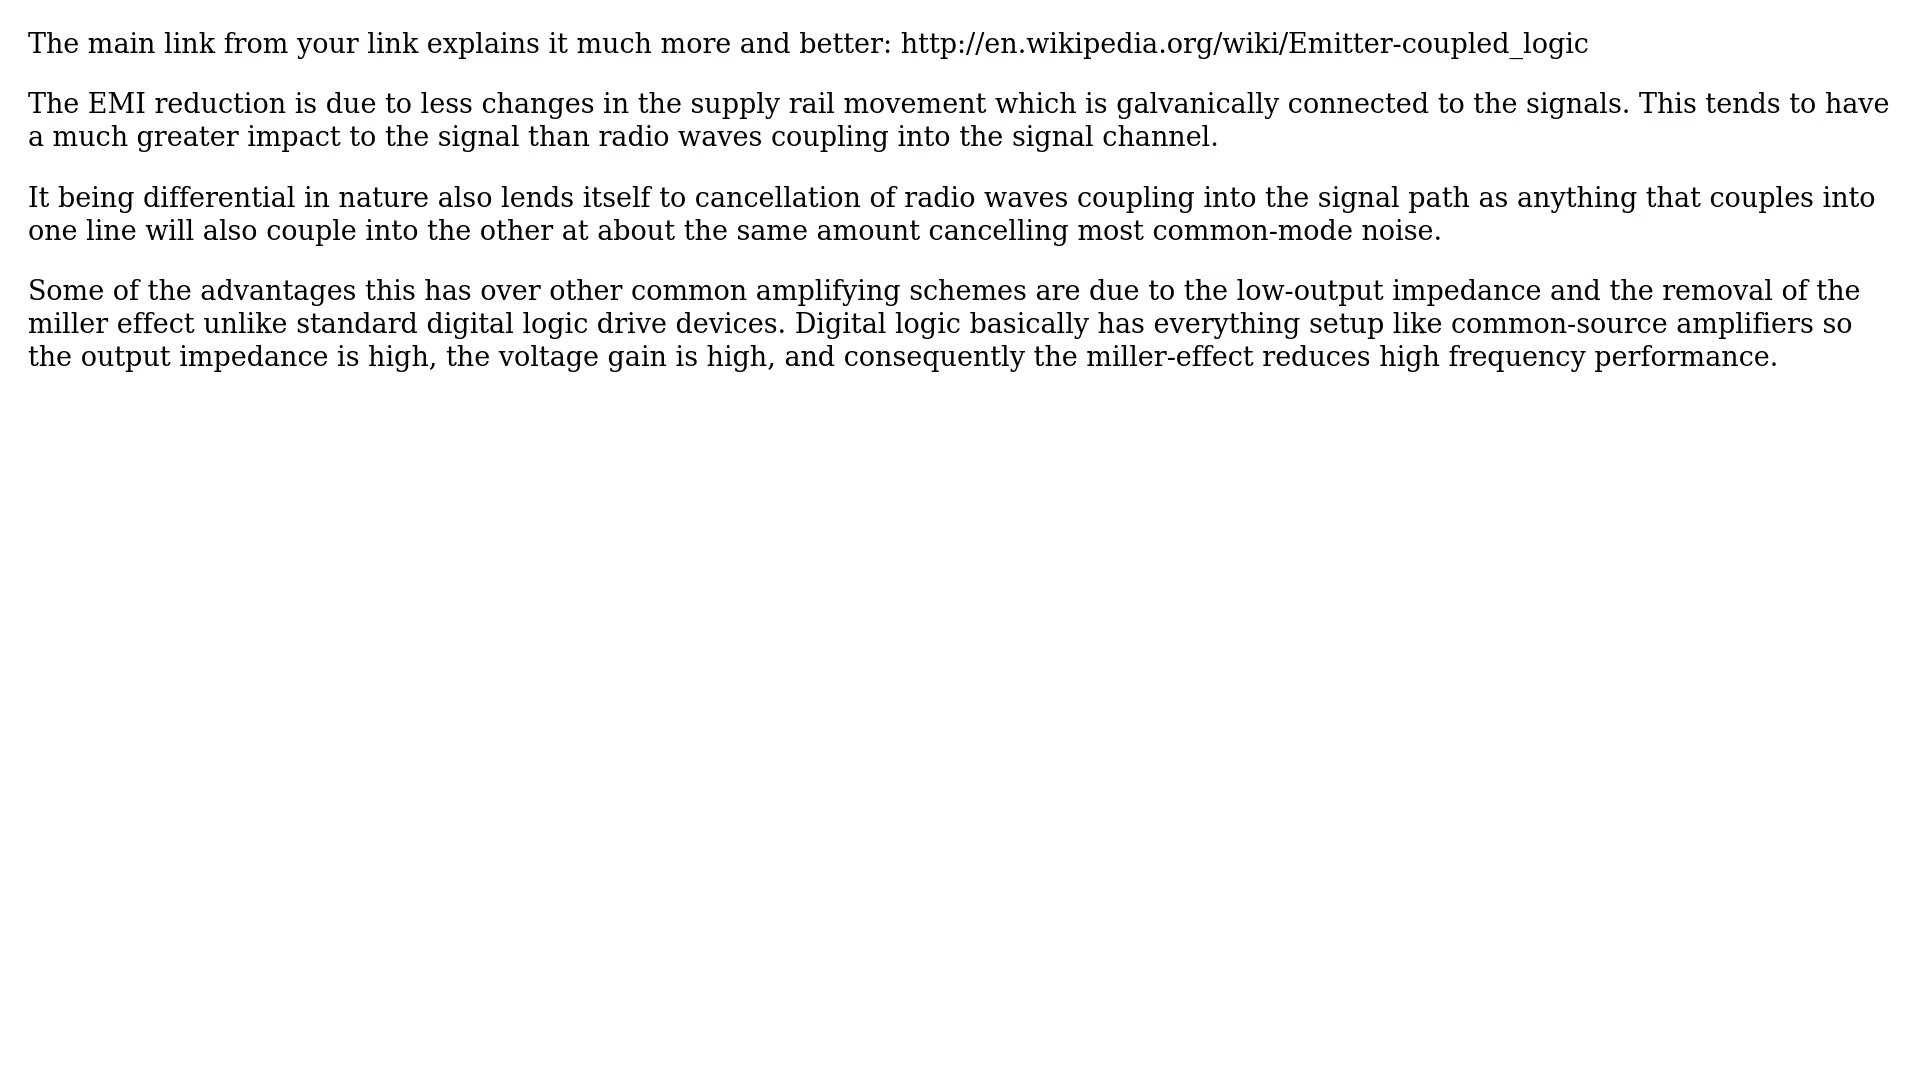 The main link from your link explains it much more and better: http://en.wikipedia.org/wiki/Emitter-coupled_logic
The EMI reduction is due to less changes in the supply rail movement which is galvanically connected to the signals. This tends to have
a much greater impact to the signal than radio waves coupling into the signal channel.
It being differential in nature also lends itself to cancellation of radio waves coupling into the signal path as anything that couples into
one line will also couple into the other at about the same amount cancelling most common-mode noise.
Some of the advantages this has over other common amplifying schemes are due to the low-output impedance and the removal of the
miller effect unlike standard digital logic drive devices. Digital logic basically has everything setup like common-source amplifiers so
the output impedance is high, the voltage gain is high, and consequently the miller-effect reduces high frequency performance.